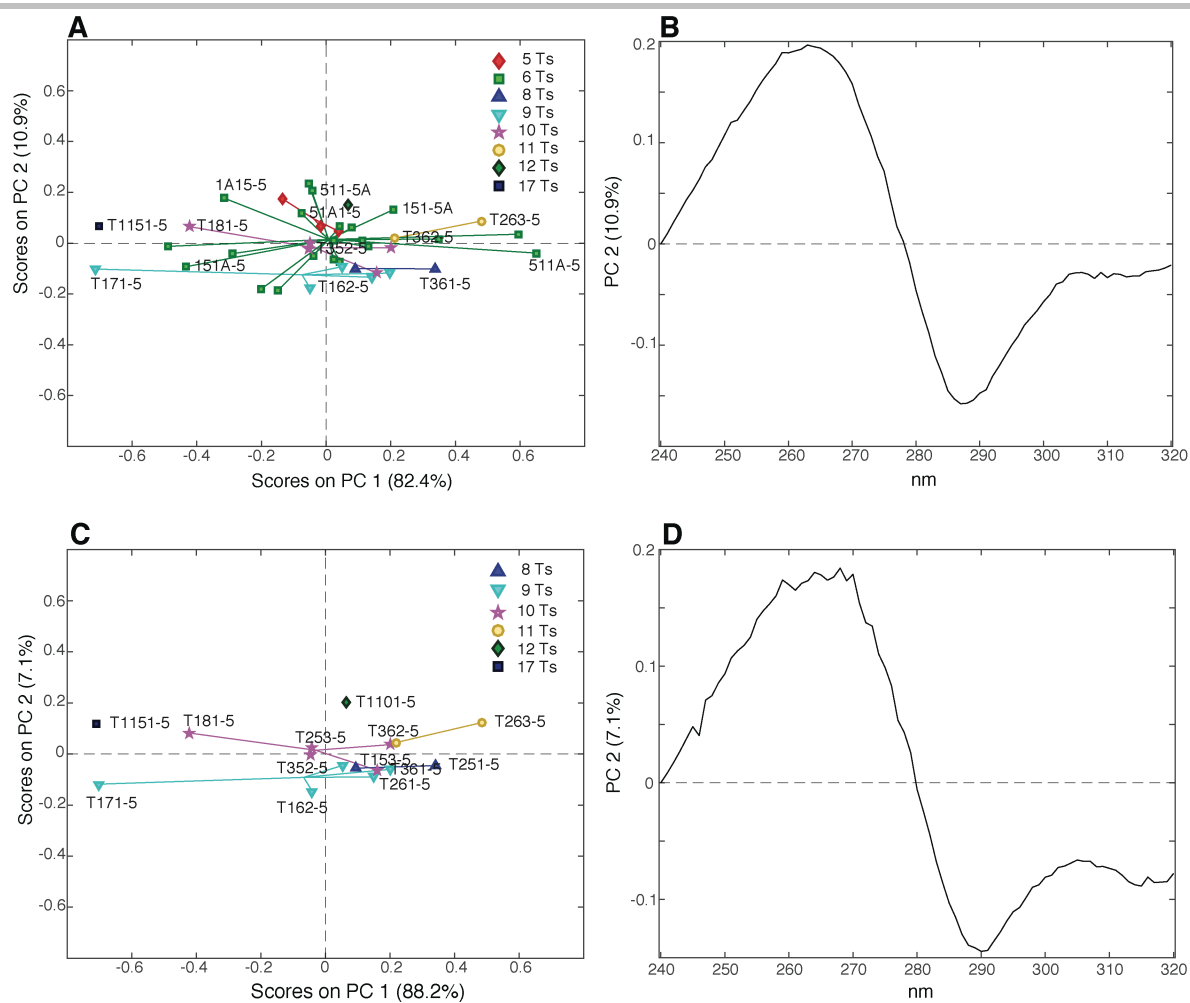 A
5 Ts
6 Ts
8 Ts
9 Ts
10 Ts
11 Ts
12 Ts
17 Ts
0.6
0.4
0.2
0
-0.2
-0.4
-0.6
Scores on PC 2 (10.9%)
1A15-5
511-5A
51A1-5
151-5A
T263-5
T1151-5
T181-5
T362-5
T352-5
151A-5
511A-5
T171-5
T162-5
T361-5
-0.6 -0.4 -0.2 0 0.2 0.4 0.6
Scores on PC 1 (82.4%)
B
0.2
0.1
0
-0.1
PC 2 (10.9%)
240 250 260 270 280 290 300 310 320
nm
C
8 Ts
9 Ts
10 Ts
11 Ts
12 Ts
17 Ts
0.6
0.4
0.2
0
-0.2
-0.4
-0.6
Scores on PC 2 (7.1%)
T1101-5
T1151-5
T181-5
T263-5
T253-5
T362-5
T352-5
T153-5
T361-5
T251-5
T261-5
T171-5
T162-5
-0.6 -0.4 -0.2 0 0.2 0.4 0.6
Scores on PC 1 (88.2%)
D
0.2
0.1
0
-0.1
PC 2 (7.1%)
240 250 260 270 280 290 300 310 320
nm